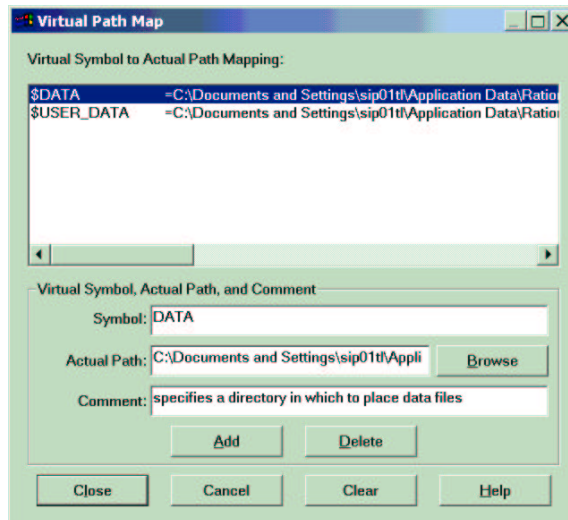 Virtual Path Map
Virtual Symbol to Actual Path Mapping:
$DATA =C:\Documents and Settings\sip01tl\Application Data\Ration
$USER_DATA =C:\Documents and Settings\sip01tl\Application Data\Ration
Virtual Symbol, Actual Path, and Comment
Symbol: DATA
Actual Path: C:\Documents and Settings\sip01tl\Appli Browse
Comment: specifies a directory in which to place data files
Add Delete
Close Cancel Clear Help